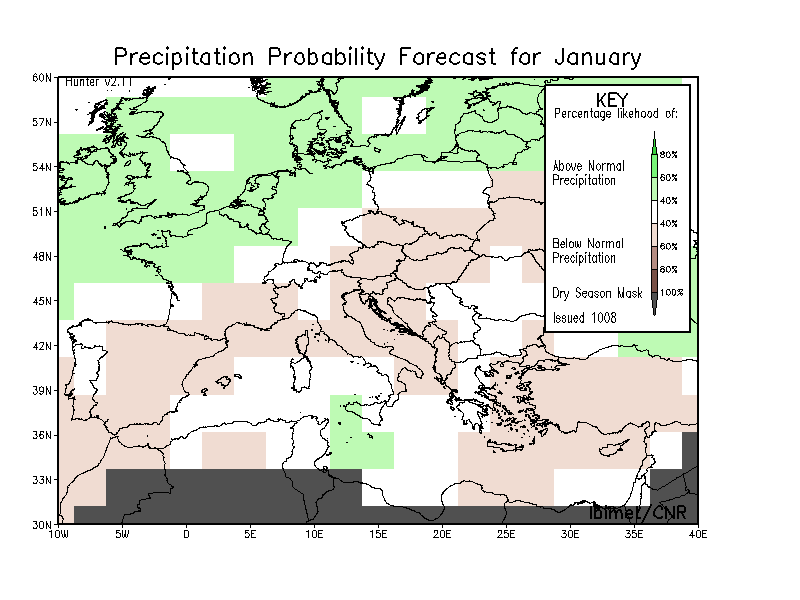 Precipitation Probability Forecast for January
60N
Hunter v2.11
KEY
Percentage likehood of:
57N
80%
Above Normal
Precipitation
54N
60%
40%
51N
40%
Below Normal
Precipitation
48N
60%
80%
Dry Season Mask
100%
45N
Issued 1008
42N
39N
36N
33N
Ibimet/CNR
30N
10W
5W
0
5E
10E
15E
20E
25E
30E
35E
40E